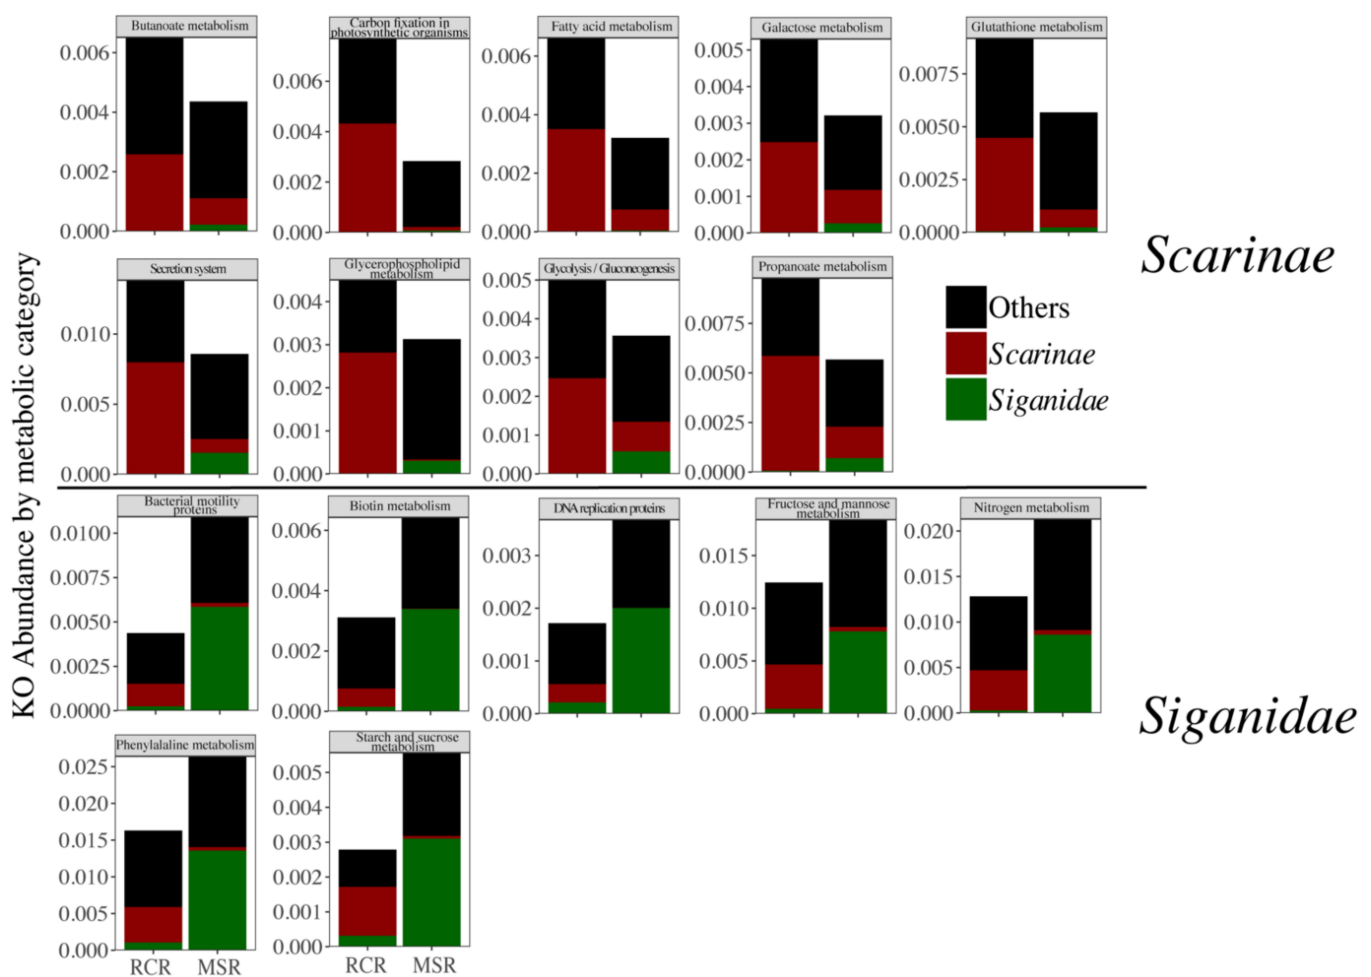 Butanoate metabolism
0.006
0.004
0.002
0.000
Carbon fixation in
photosynthetic organisms
0.006
0.004
0.002
0.000
Fatty acid metabolism
0.006
0.004
0.002
0.000
Galactose metabolism
0.005
0.004
0.003
0.002
0.001
0.000
Glutathione metabolism
0.0075
0.0050
0.0025
0.0000
Scarinae
Secretion system
0.010
0.005
0.000
Glycerophospholipid
metabolism
0.004
0.003
0.002
0.001
0.000
Glycolysis / Gluconeogenesis
0.005
0.004
0.003
0.002
0.001
0.000
Propanoate metabolism
0.0075
0.0050
0.0025
0.0000
Others
Scarinae
Siganidae
KO Abundance by metabolic category
Bacterial motility
proteins
0.0100
0.0075
0.0050
0.0025
0.0000
Biotin metabolism
0.006
0.004
0.002
0.000
DNA replication proteins
0.003
0.002
0.001
0.000
Fructose and mannose
metabolism
0.015
0.010
0.005
0.000
Nitrogen metabolism
0.020
0.015
0.010
0.005
0.000
Siganidae
Phenylalaline metabolism
0.025
0.020
0.015
0.010
0.005
0.000
RCR MSR
Starch and sucrose
metabolism
0.005
0.004
0.003
0.002
0.001
0.000
RCR MSR